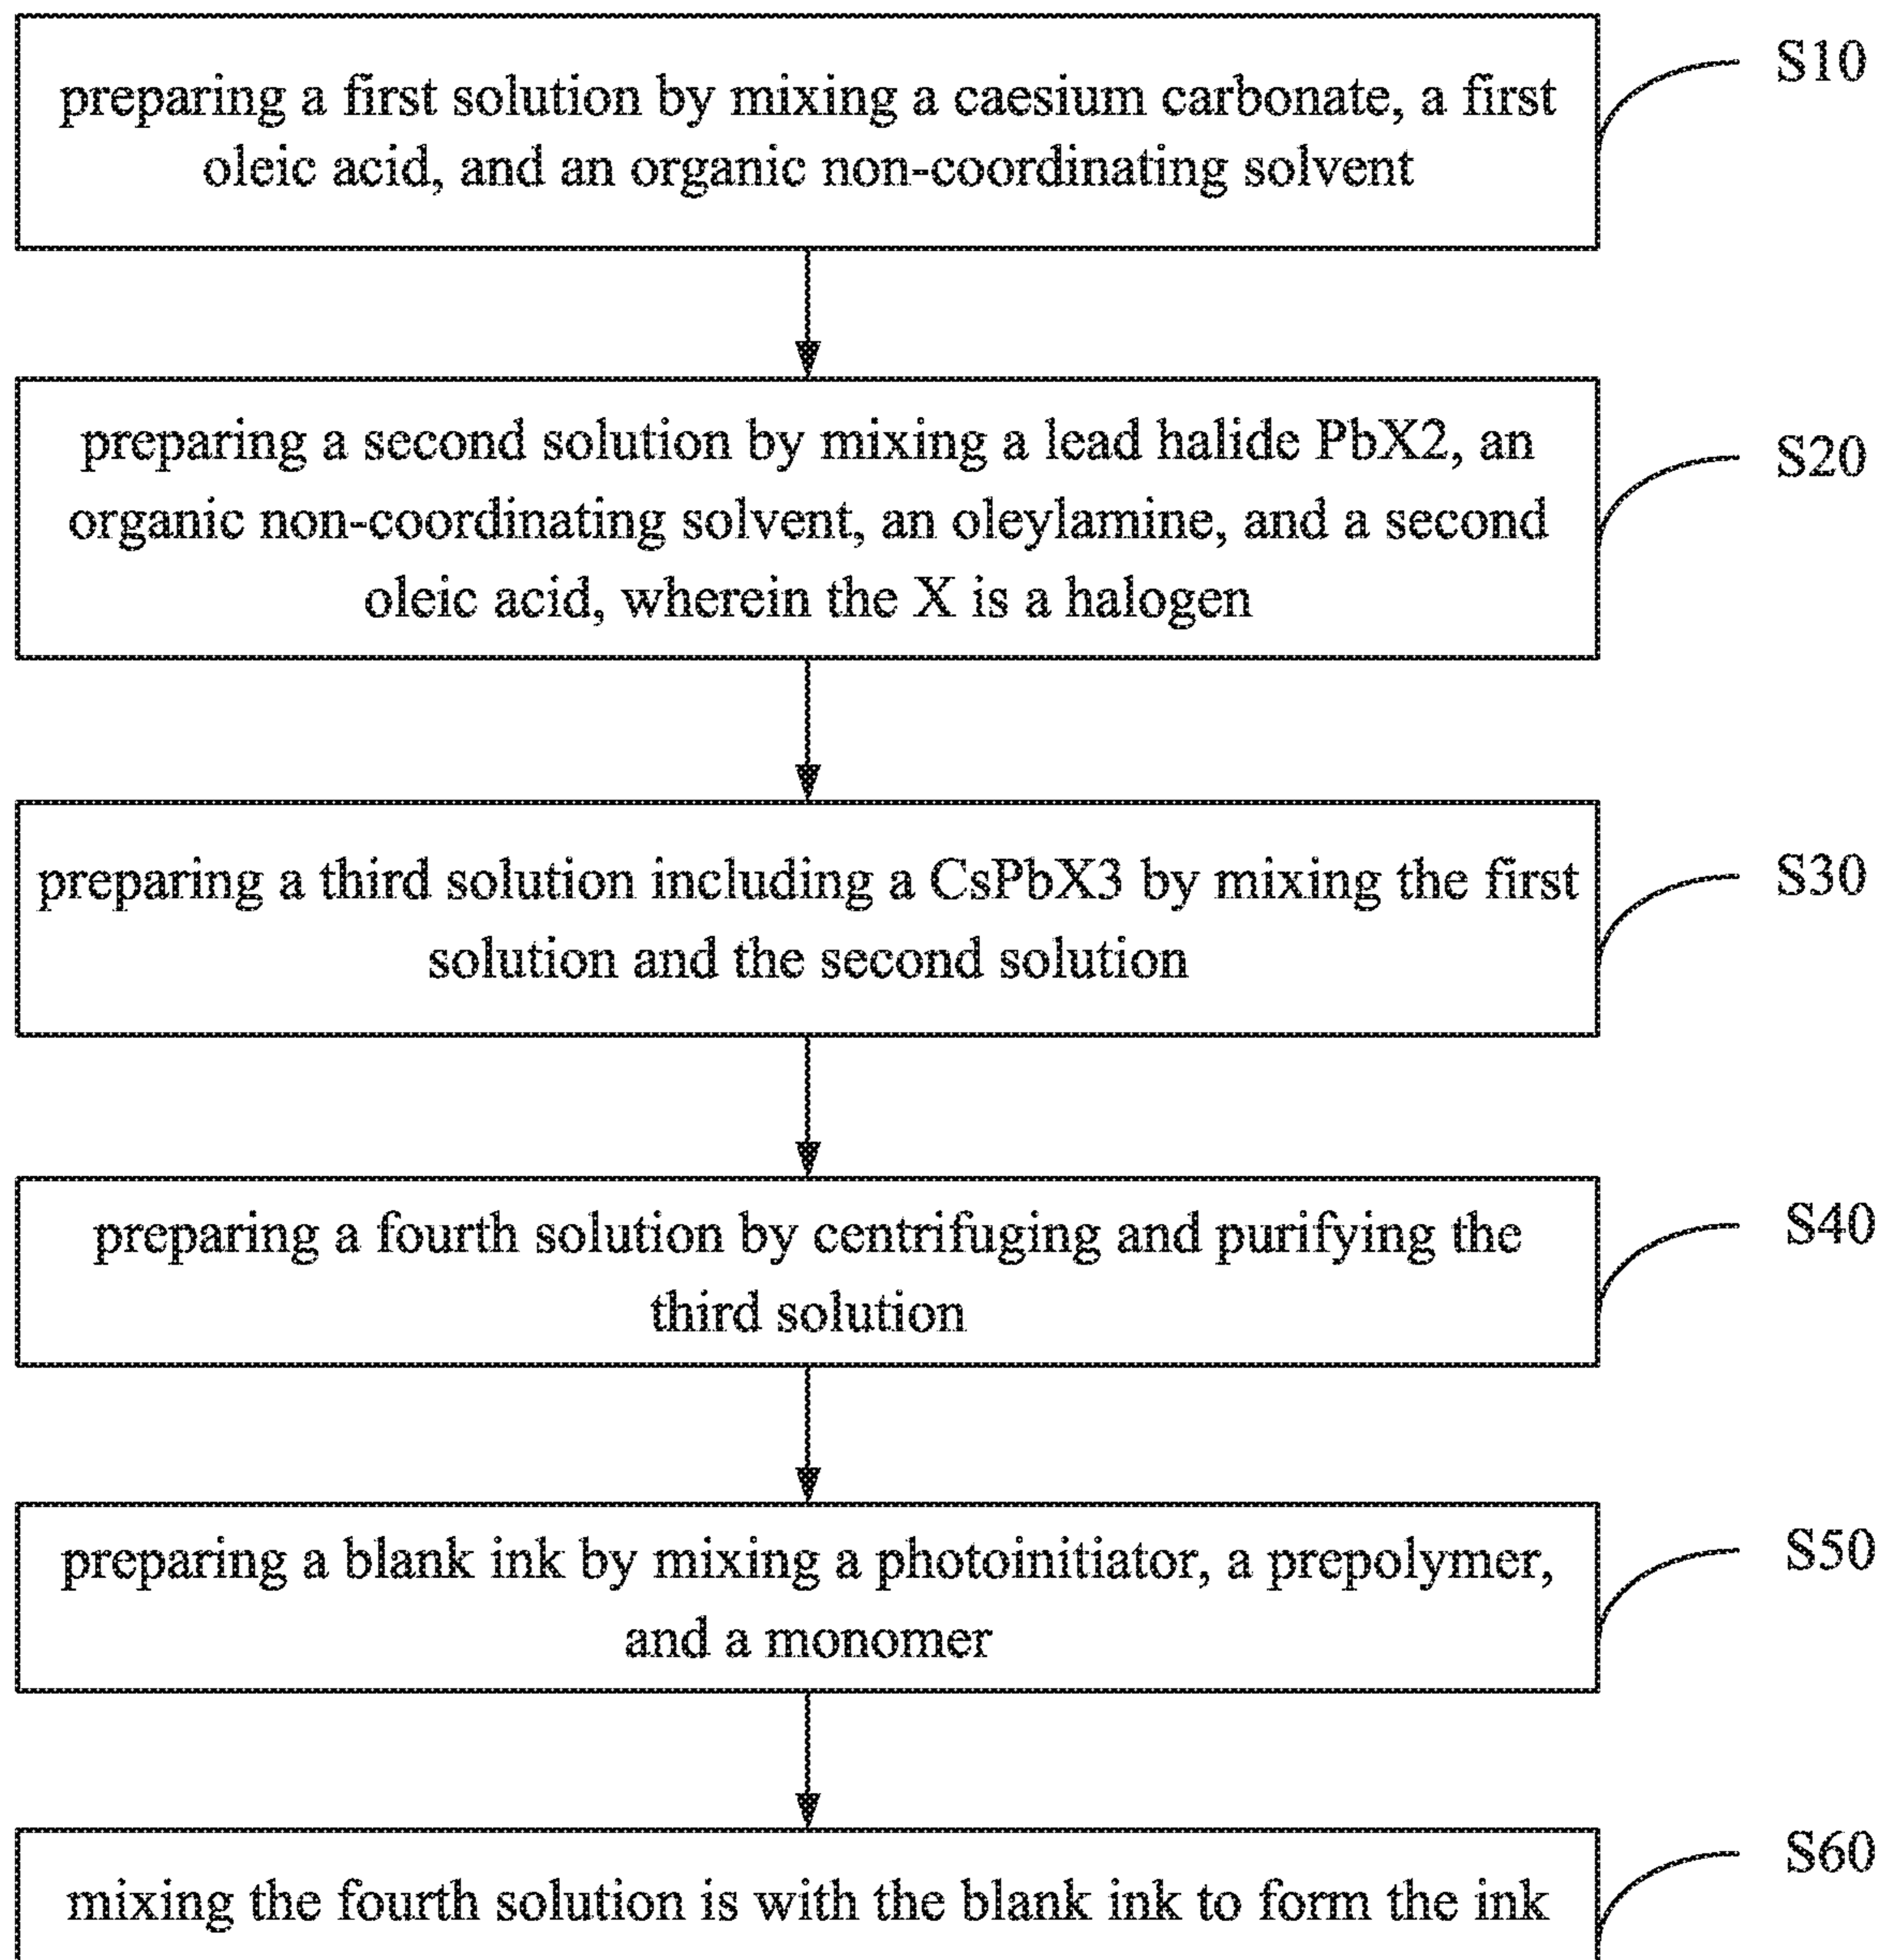 preparing a first solution by mixing a caesium carbonate, a first
oleic acid, and an organic non-coordinating solvent
S10
preparing a second solution by mixing a lead halide PbX2, an
organic non-coordinating solvent, an oleylamine, and a second
oleic acid, wherein the X is a halogen
S20
preparing a third solution including a CsPbX3 by mixing the first
solution and the second solution
S30
preparing a fourth solution by centrifuging and purifying the
third solution
S40
preparing a blank ink by mixing a photoinitiator, a prepolymer,
and a monomer
S50
mixing the fourth solution is with the blank ink to form the ink
S60